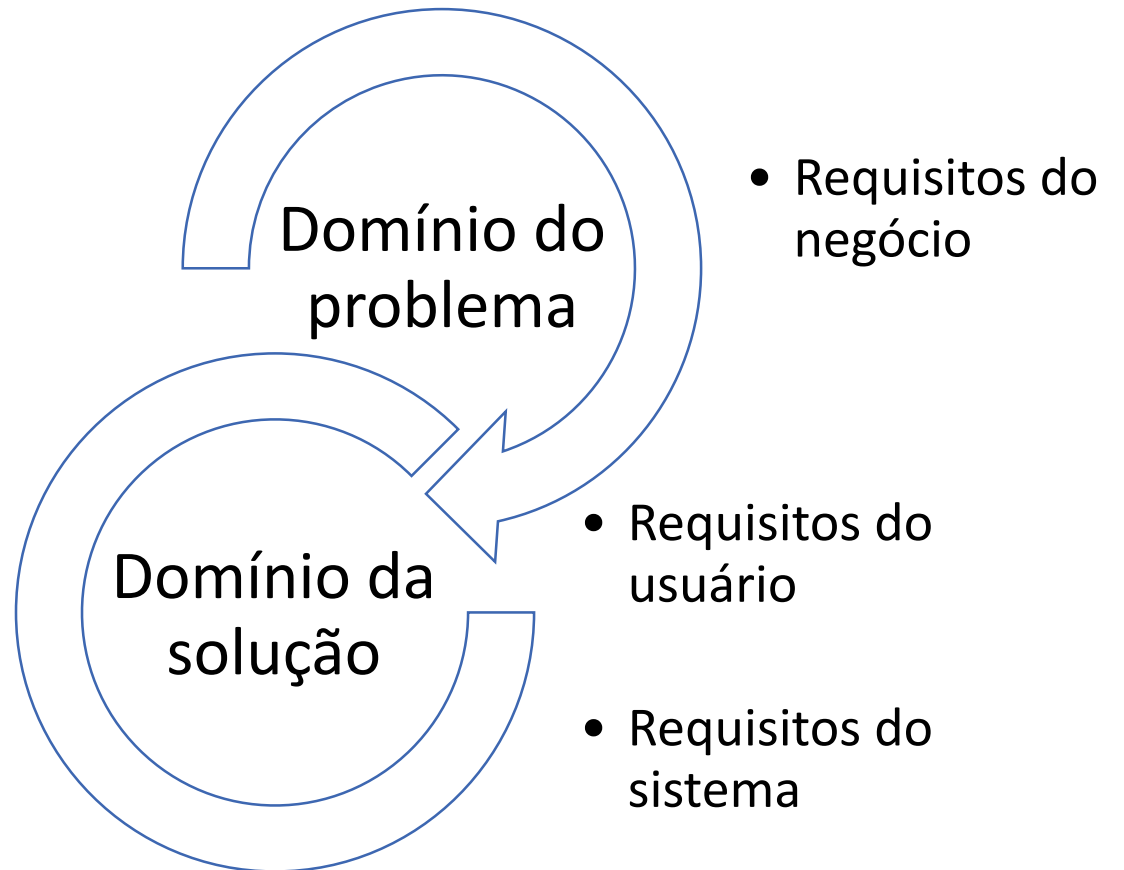 Domínio do
problema
• Requisitos do
negócio
Domínio da
solução
• Requisitos do
usuário
• Requisitos do
sistema